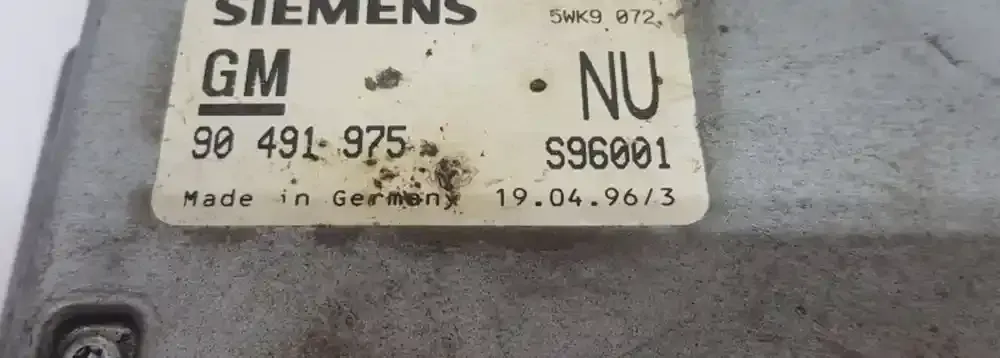 SIEMENS 5WK9 072
GM NU
90 491 975 S96001
Made in Germany 19.04.96/3